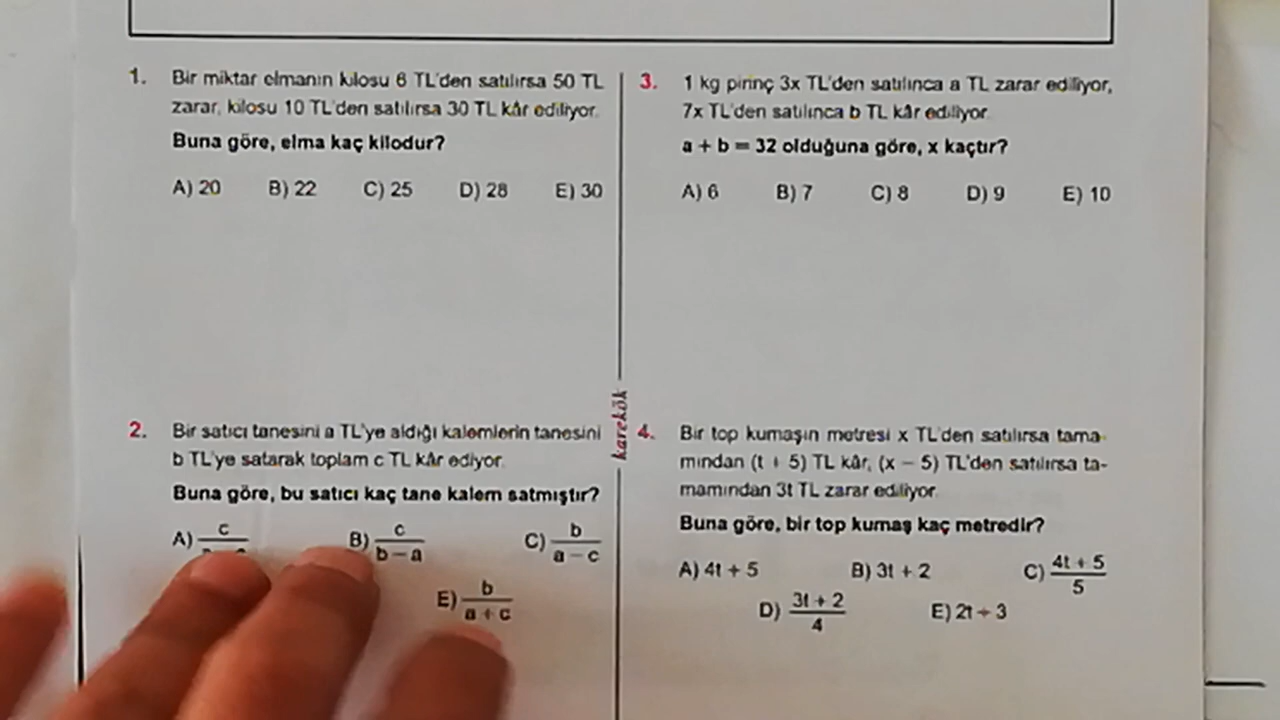 1. Bir miktar elmanın kilosu 6 TL'den satılırsa 50 TL
zarar, kilosu 10 TL'den satılırsa 30 TL kâr ediliyor.
Buna göre, elma kaç kilodur?
A) 20 B) 22 C) 25 D) 28 E) 30
2. Bir satıcı tanesini a TL'ye aldığı kalemlerin tanesini
b TL'ye satarak toplam c TL kâr ediyor.
Buna göre, bu satıcı kaç tane kalem satmıştır?
A) c B) c/(b − a) C) b/(a − c)
E) b/(a + c)
karekök
3. 1 kg pirinç 3x TL'den satılınca a TL zarar ediliyor,
7x TL'den satılınca b TL kâr ediliyor.
a + b = 32 olduğuna göre, x kaçtır?
A) 6 B) 7 C) 8 D) 9 E) 10
4. Bir top kumaşın metresi x TL'den satılırsa tama-
mından (t + 5) TL kâr, (x − 5) TL'den satılırsa ta-
mamından 3t TL zarar ediliyor.
Buna göre, bir top kumaş kaç metredir?
A) 4t + 5 B) 3t + 2 C) (4t + 5)/5
D) (3t + 2)/4 E) 2t + 3